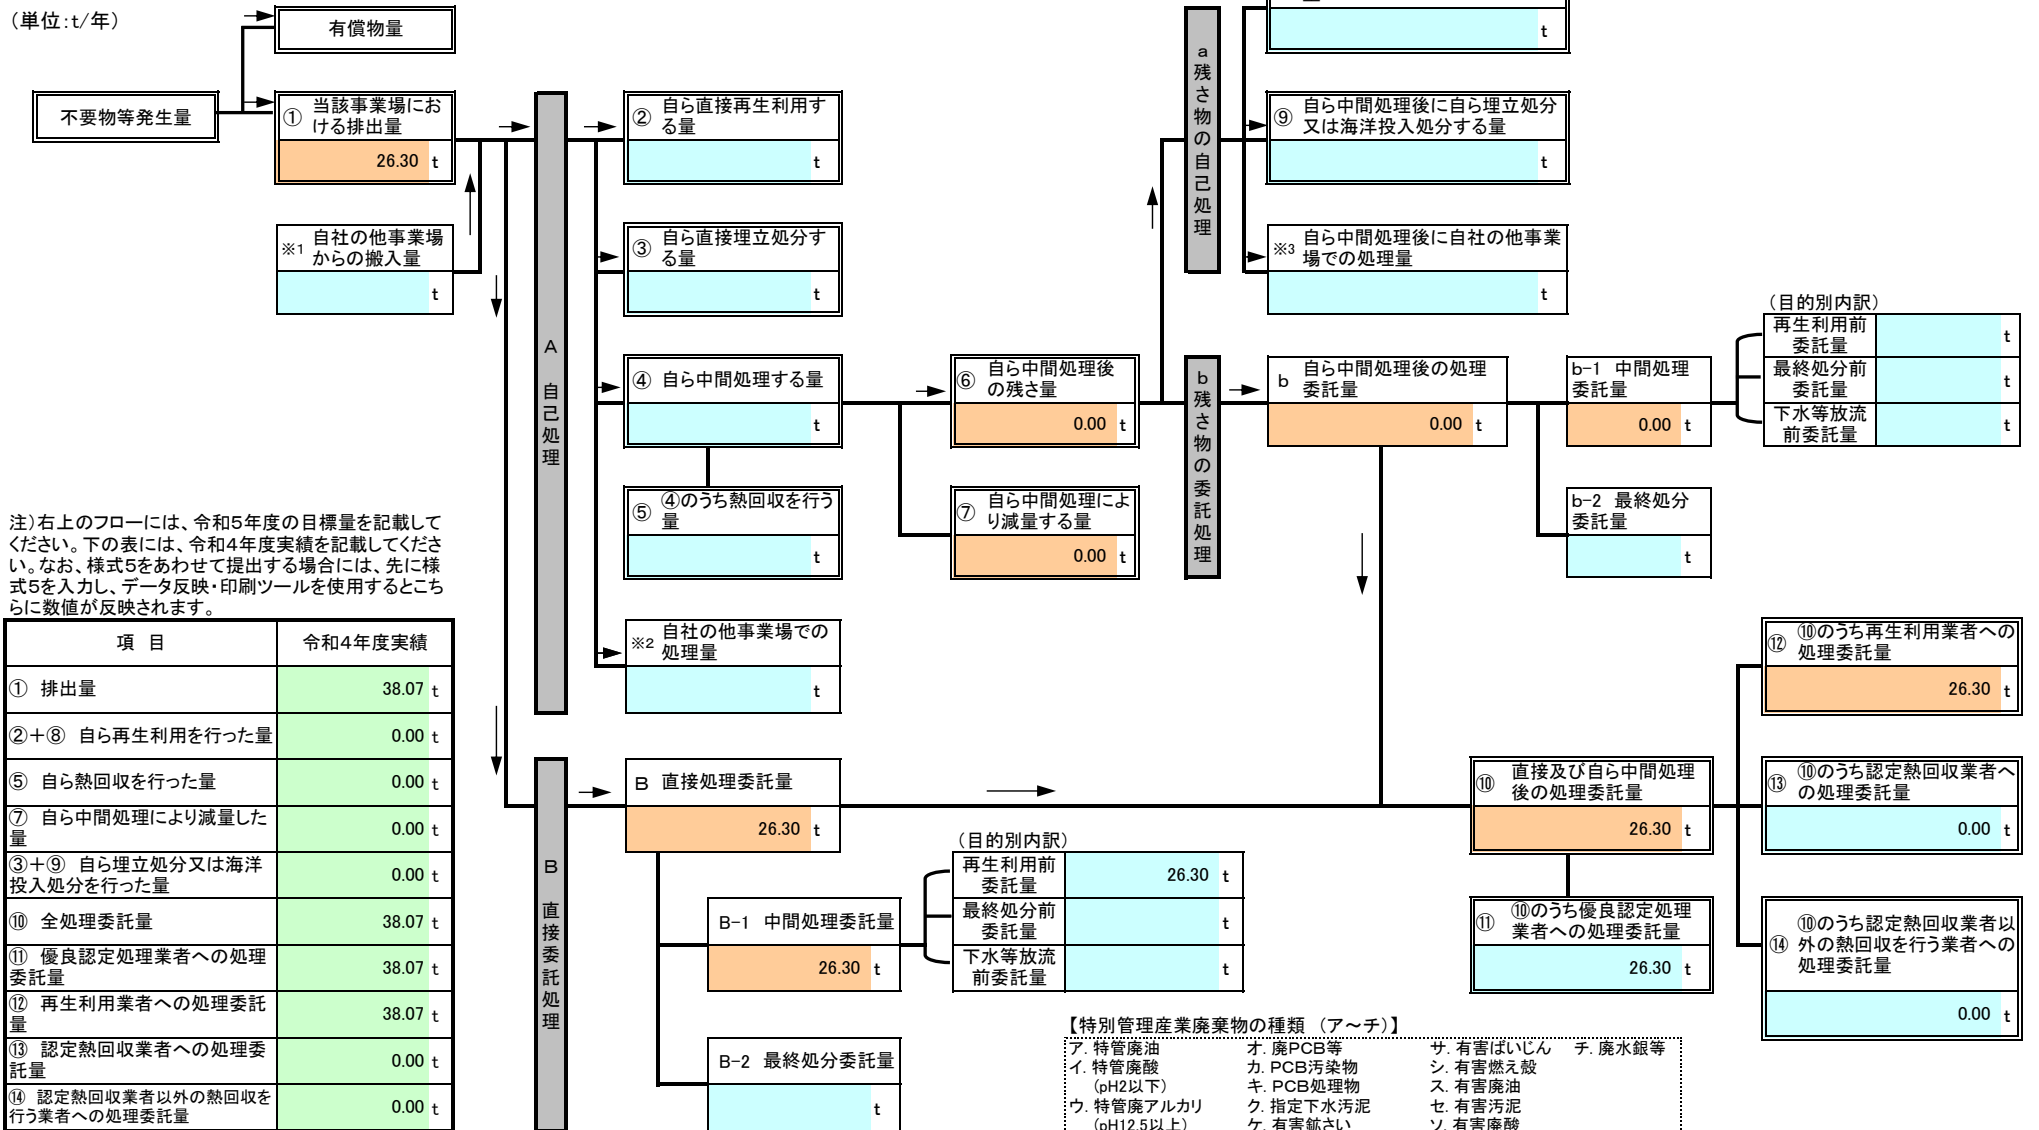 (単位:t/年)
有償物量
不要物等発生量
① 当該事業場における排出量
26.30 t
※1 自社の他事業場からの搬入量
t
A 自己処理
② 自ら直接再生利用する量
t
③ 自ら直接埋立処分する量
t
④ 自ら中間処理する量
t
⑤ ④のうち熱回収を行う量
t
※2 自社の他事業場での処理量
t
⑥ 自ら中間処理後の残さ量
0.00 t
⑦ 自ら中間処理により減量する量
0.00 t
a 残さ物の自己処理
t
⑨ 自ら中間処理後に自ら埋立処分又は海洋投入処分する量
t
※3 自ら中間処理後に自社の他事業場での処理量
t
b 残さ物の委託処理
b 自ら中間処理後の処理委託量
0.00 t
b-1 中間処理委託量
0.00 t
(目的別内訳)
再生利用前委託量 t
最終処分前委託量 t
下水等放流前委託量 t
b-2 最終処分委託量
t
注)右上のフローには、令和5年度の目標量を記載して
ください。下の表には、令和4年度実績を記載してくださ
い。なお、様式5をあわせて提出する場合には、先に様
式5を入力し、データ反映・印刷ツールを使用するとこち
らに数値が反映されます。
項 目 令和4年度実績
① 排出量 38.07 t
②+⑧ 自ら再生利用を行った量 0.00 t
⑤ 自ら熱回収を行った量 0.00 t
⑦ 自ら中間処理により減量した量 0.00 t
③+⑨ 自ら埋立処分又は海洋投入処分を行った量 0.00 t
⑩ 全処理委託量 38.07 t
⑪ 優良認定処理業者への処理委託量 38.07 t
⑫ 再生利用業者への処理委託量 38.07 t
⑬ 認定熱回収業者への処理委託量 0.00 t
⑭ 認定熱回収業者以外の熱回収を行う業者への処理委託量 0.00 t
B 直接委託処理
B 直接処理委託量
26.30 t
B-1 中間処理委託量
26.30 t
(目的別内訳)
再生利用前委託量 26.30 t
最終処分前委託量 t
下水等放流前委託量 t
B-2 最終処分委託量
t
⑩ 直接及び自ら中間処理後の処理委託量
26.30 t
⑪ ⑩のうち優良認定処理業者への処理委託量
26.30 t
⑫ ⑩のうち再生利用業者への処理委託量
26.30 t
⑬ ⑩のうち認定熱回収業者への処理委託量
0.00 t
⑭ ⑩のうち認定熱回収業者以外の熱回収を行う業者への処理委託量
0.00 t
【特別管理産業廃棄物の種類 (ア~チ)】
ア. 特管廃油 オ. 廃PCB等 サ. 有害ばいじん チ. 廃水銀等
イ. 特管廃酸 カ. PCB汚染物 シ. 有害燃え殻
(pH2以下) キ. PCB処理物 ス. 有害廃油
ウ. 特管廃アルカリ ク. 指定下水汚泥 セ. 有害汚泥
(pH12.5以上) ケ. 有害鉱さい ソ. 有害廃酸